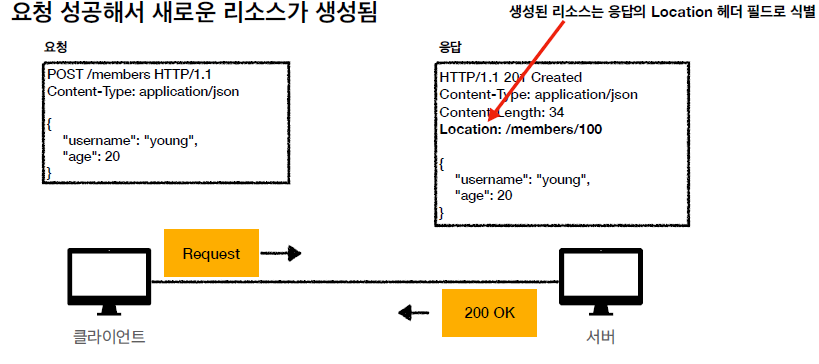 요청 성공해서 새로운 리소스가 생성됨
생성된 리소스는 응답의 Location 헤더 필드로 식별
요청
POST /members HTTP/1.1
Content-Type: application/json
{
"username": "young",
"age": 20
}
응답
HTTP/1.1 201 Created
Content-Type: application/json
Content-Length: 34
Location: /members/100
{
"username": "young",
"age": 20
}
Request
200 OK
클라이언트
서버